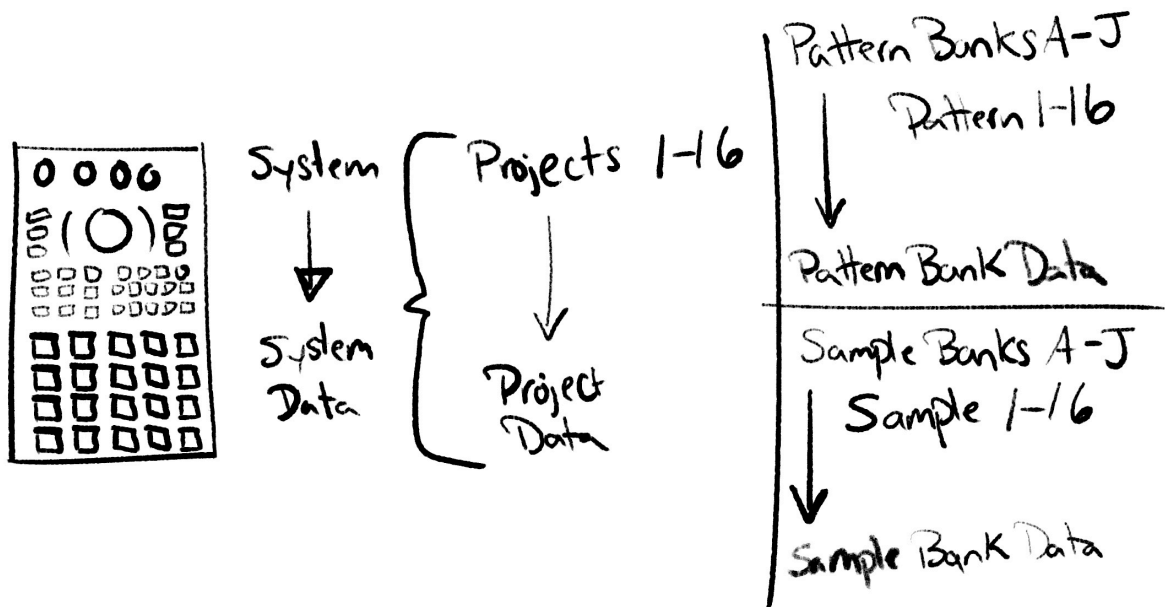 System
System
Data
Projects 1-16
Project
Data
Pattern Banks A-J
Pattern 1-16
Pattern Bank Data
Sample Banks A-J
Sample 1-16
Sample Bank Data